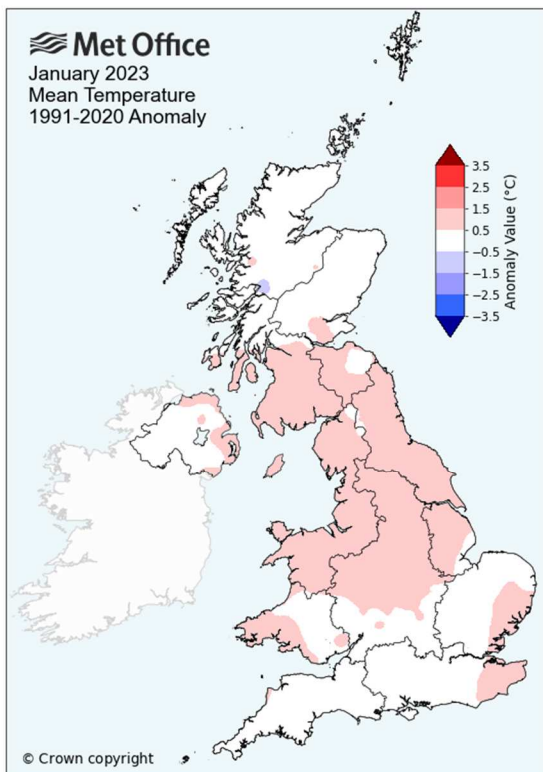 Met Office
January 2023
Mean Temperature
1991-2020 Anomaly
3.5
2.5
1.5
0.5
−0.5
−1.5
−2.5
−3.5
Anomaly Value (°C)
© Crown copyright